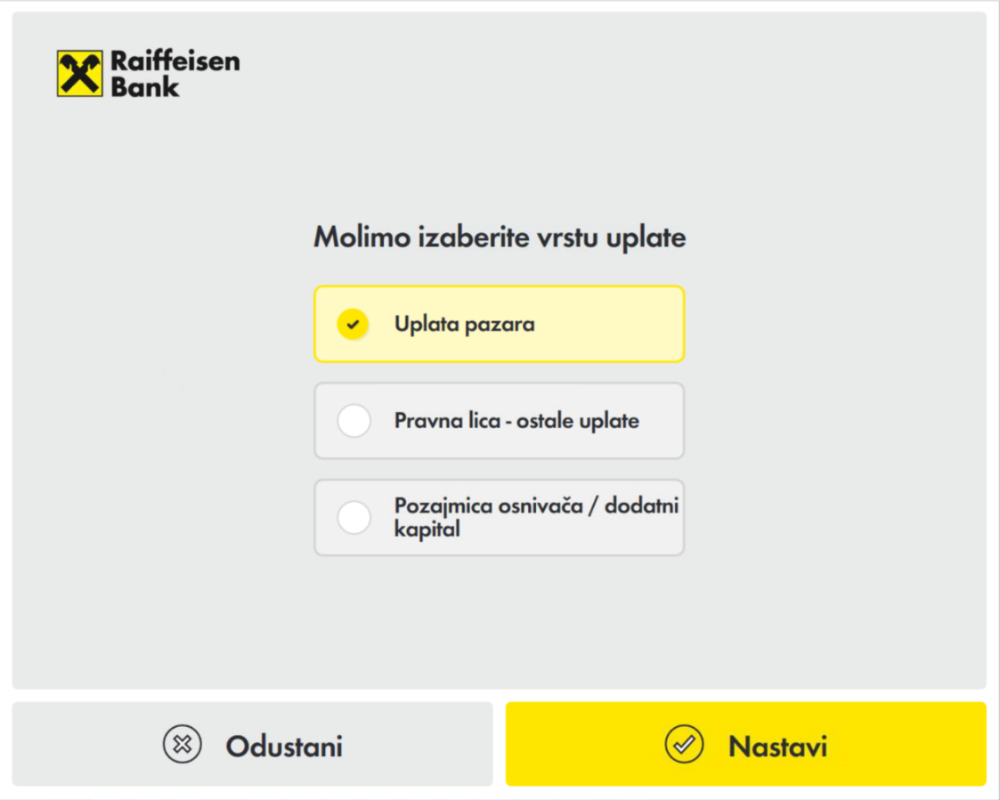 Raiffeisen
Bank
Molimo izaberite vrstu uplate
Uplata pazara
Pravna lica - ostale uplate
Pozajmica osnivača / dodatni
kapital
Odustani
Nastavi